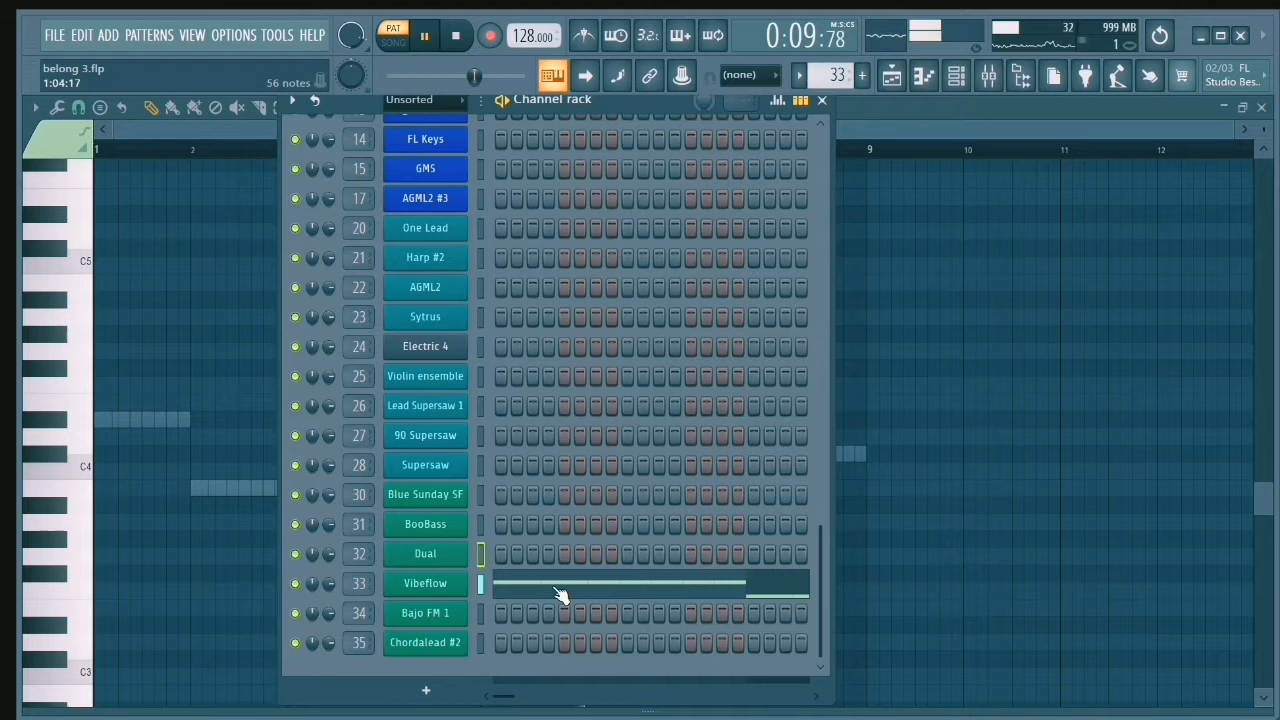 FILE EDIT ADD PATTERNS VIEW OPTIONS TOOLS HELP
PAT
SONG
128.000
3.2.:
0:09:78
M:S:CS
32
999 MB
1
belong 3.flp
1:04:17
56 notes
(none)
33
02/03 FL
Studio Bes..
Unsorted
Channel rack
1
2
9
10
11
12
14 FL Keys
15 GMS
17 AGML2 #3
20 One Lead
21 Harp #2
22 AGML2
23 Sytrus
24 Electric 4
25 Violin ensemble
26 Lead Supersaw 1
27 90 Supersaw
28 Supersaw
30 Blue Sunday SF
31 BooBass
32 Dual
33 Vibeflow
34 Bajo FM 1
35 Chordalead #2
C5
C4
C3